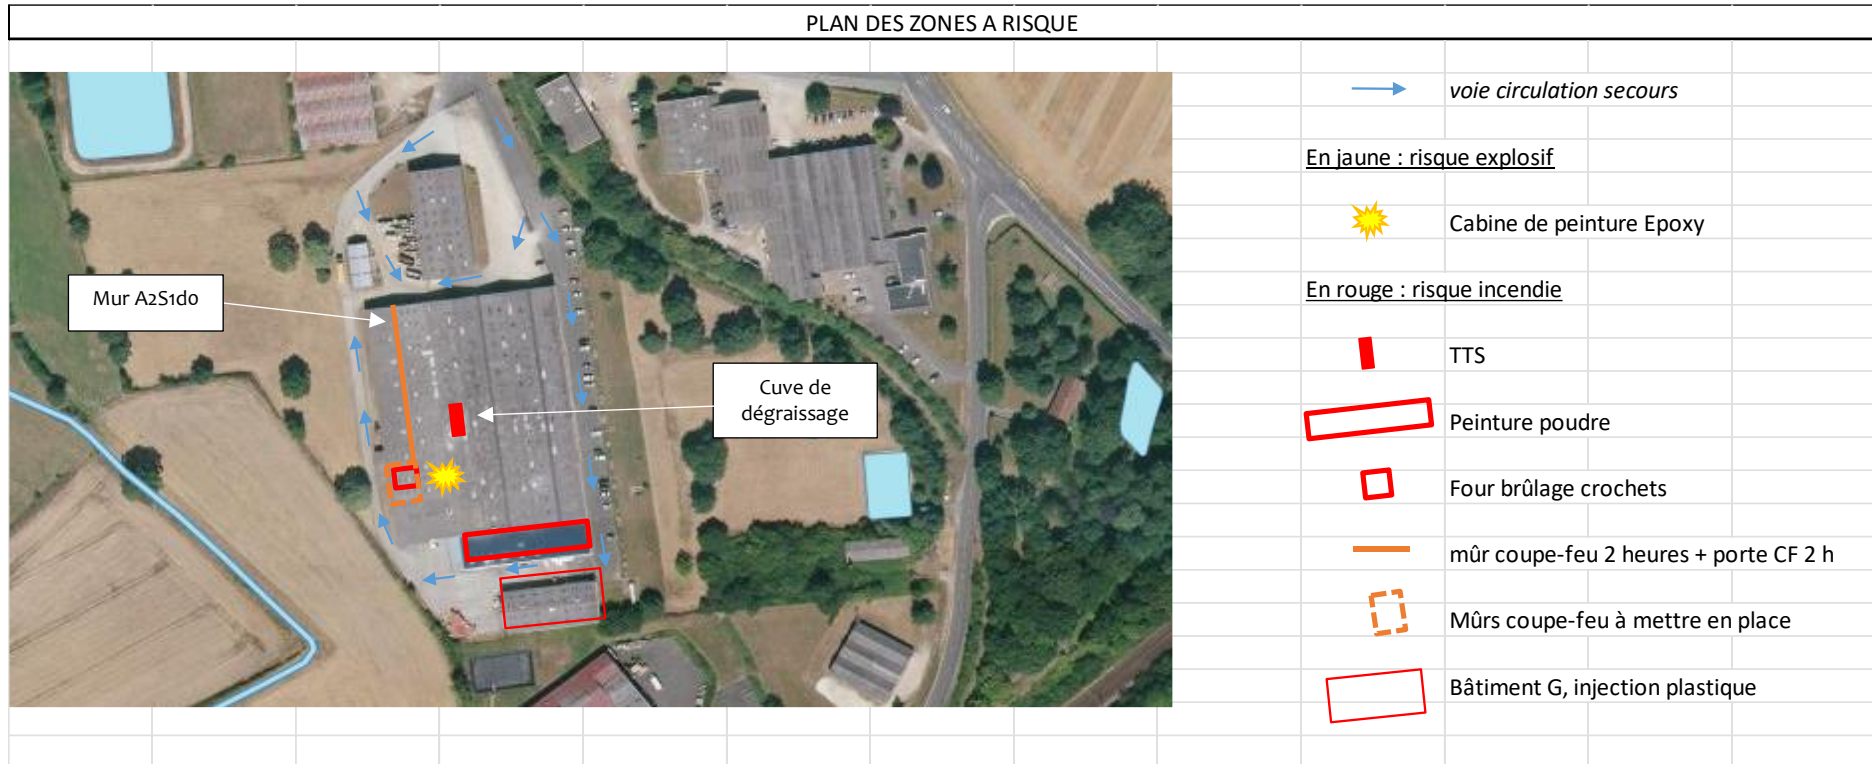 PLAN DES ZONES A RISQUE
voie circulation secours
En jaune : risque explosif
Cabine de peinture Epoxy
En rouge : risque incendie
Mur A2S1d0
TTS
Cuve de
dégraissage
Peinture poudre
Four brûlage crochets
mûr coupe-feu 2 heures + porte CF 2 h
Mûrs coupe-feu à mettre en place
Bâtiment G, injection plastique